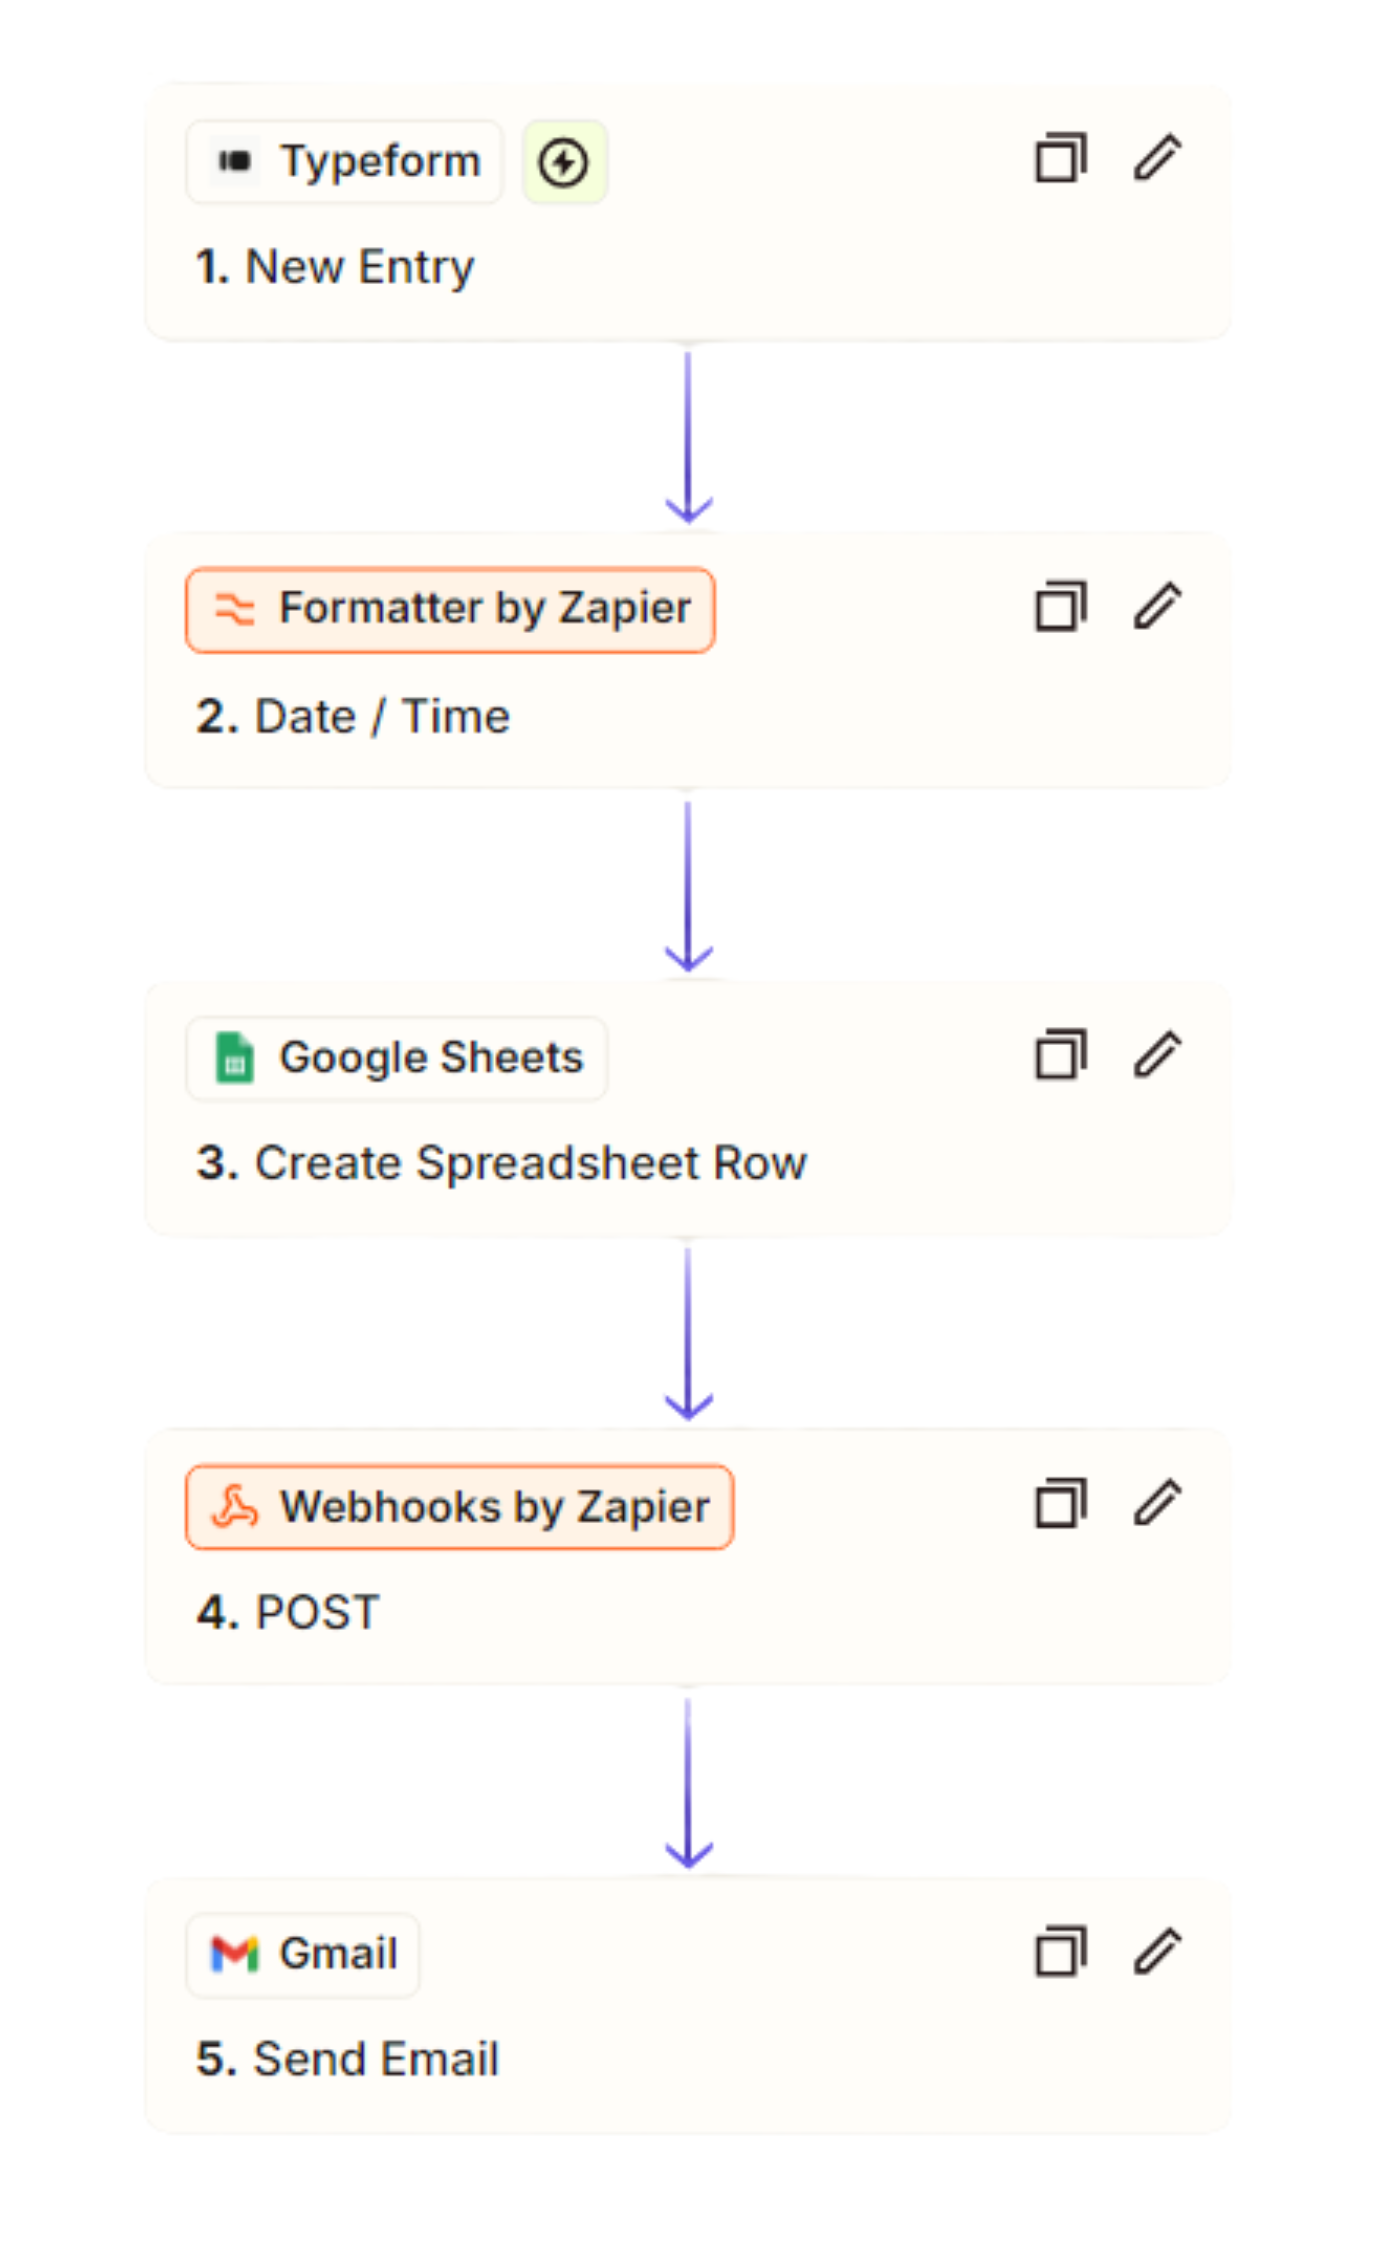 Typeform
1. New Entry
Formatter by Zapier
2. Date / Time
Google Sheets
3. Create Spreadsheet Row
Webhooks by Zapier
4. POST
Gmail
5. Send Email